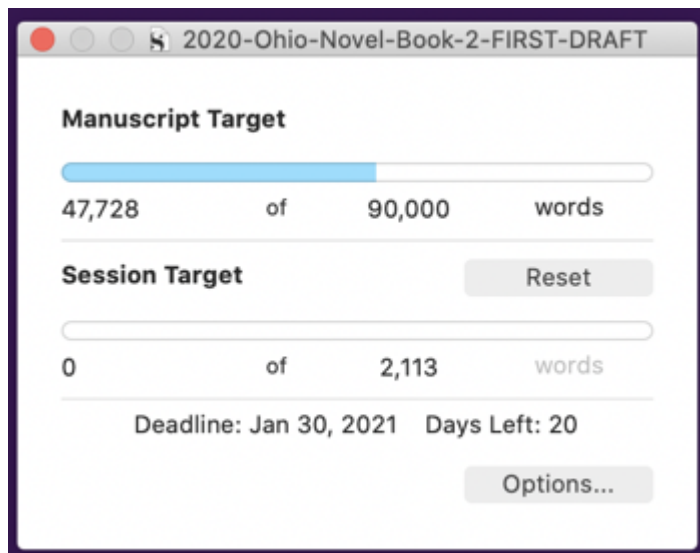 2020-Ohio-Novel-Book-2-FIRST-DRAFT
Manuscript Target
47,728 of 90,000 words
Session Target Reset
0 of 2,113 words
Deadline: Jan 30, 2021 Days Left: 20
Options...